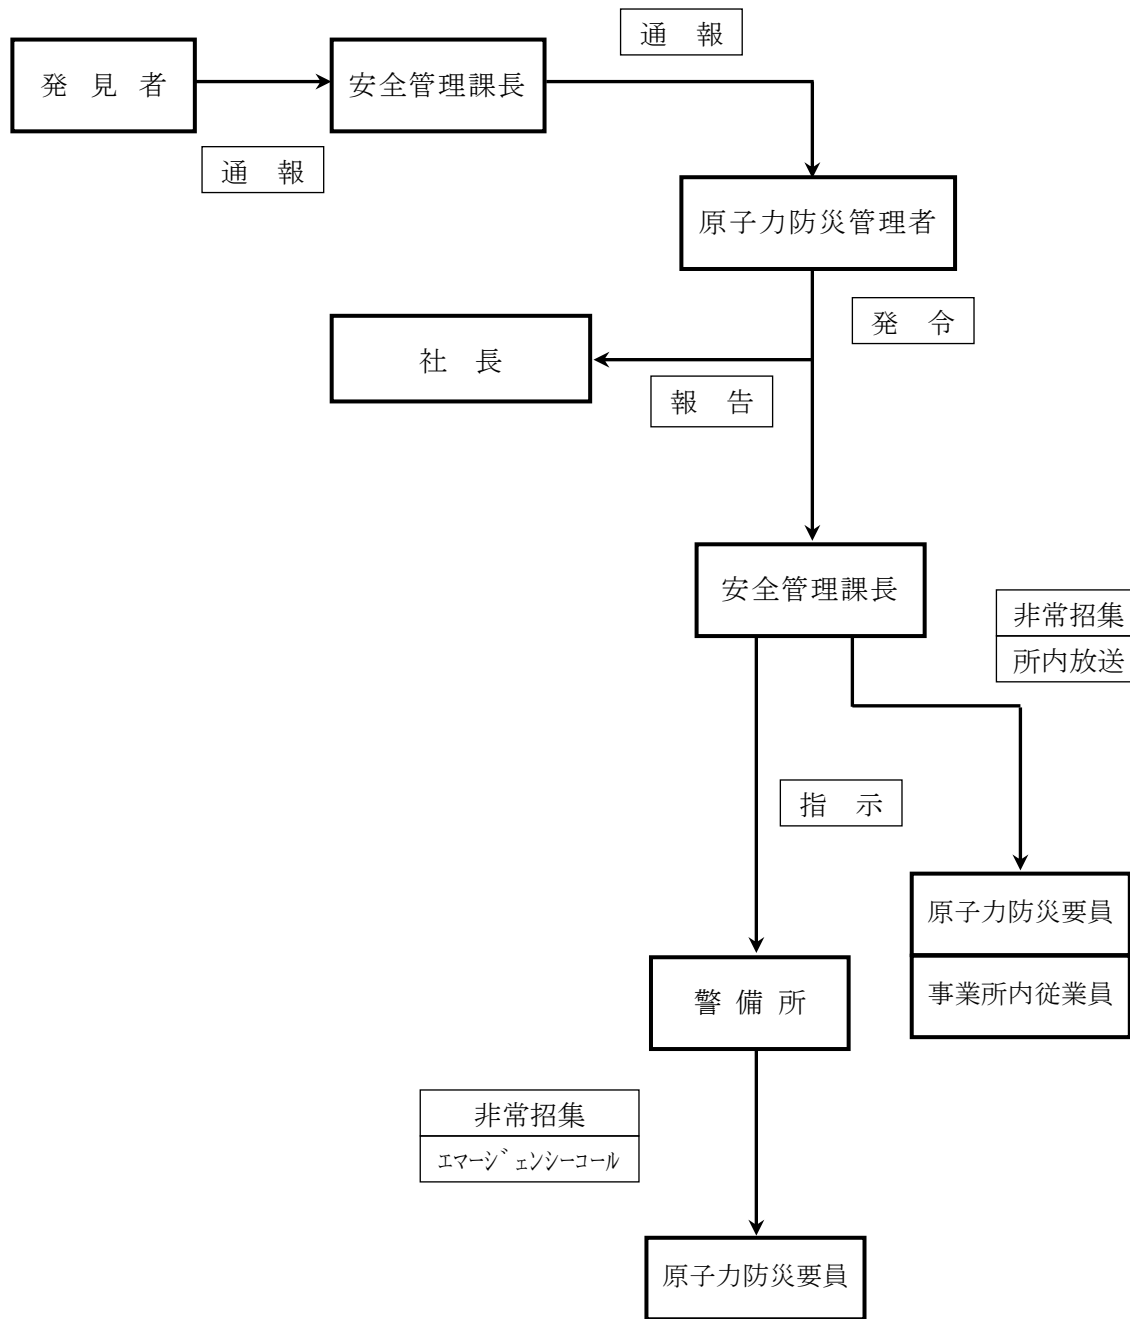 通　報
発　見　者
安全管理課長
通　報
原子力防災管理者
発　令
社　長
報　告
安全管理課長
非常招集
所内放送
指　示
原子力防災要員
事業所内従業員
警 備 所
非常招集
エマージェンシーコール
原子力防災要員